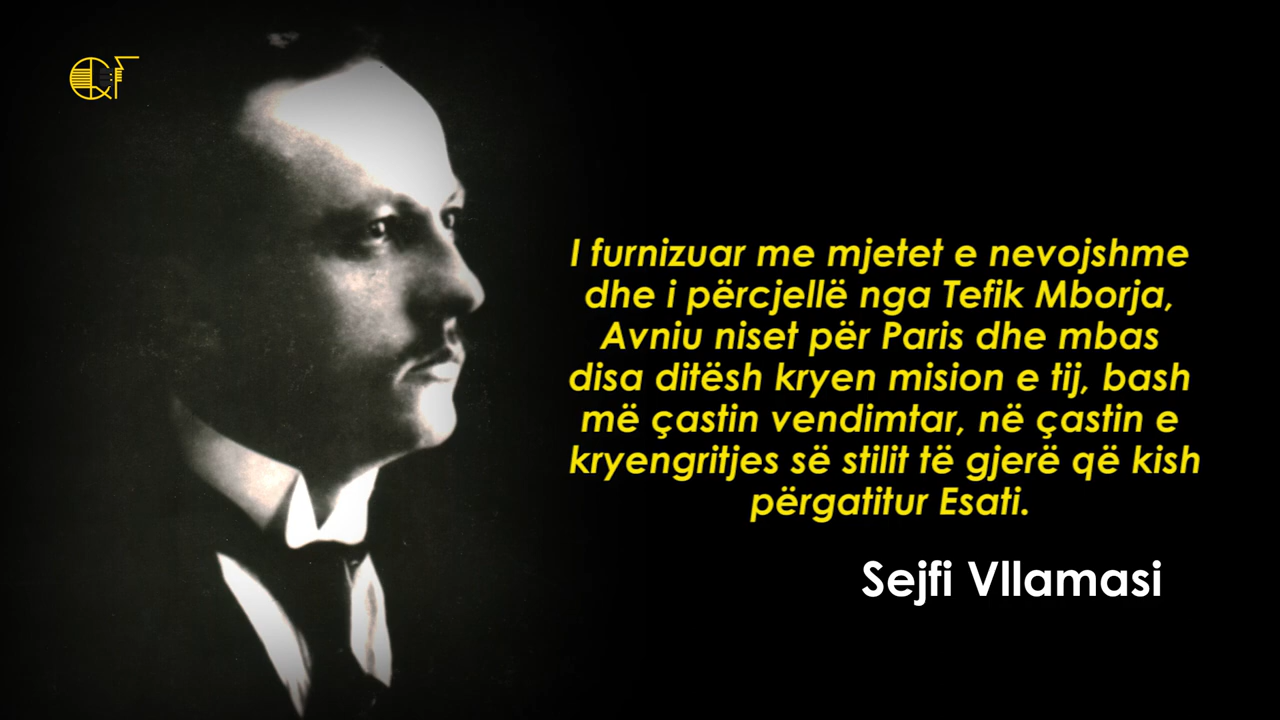 I furnizuar me mjetet e nevojshme
dhe i përcjellë nga Tefik Mborja,
Avniu niset për Paris dhe mbas
disa ditësh kryen mision e tij, bash
më çastin vendimtar, në çastin e
kryengritjes së stilit të gjerë që kish
përgatitur Esati.
Sejfi Vllamasi